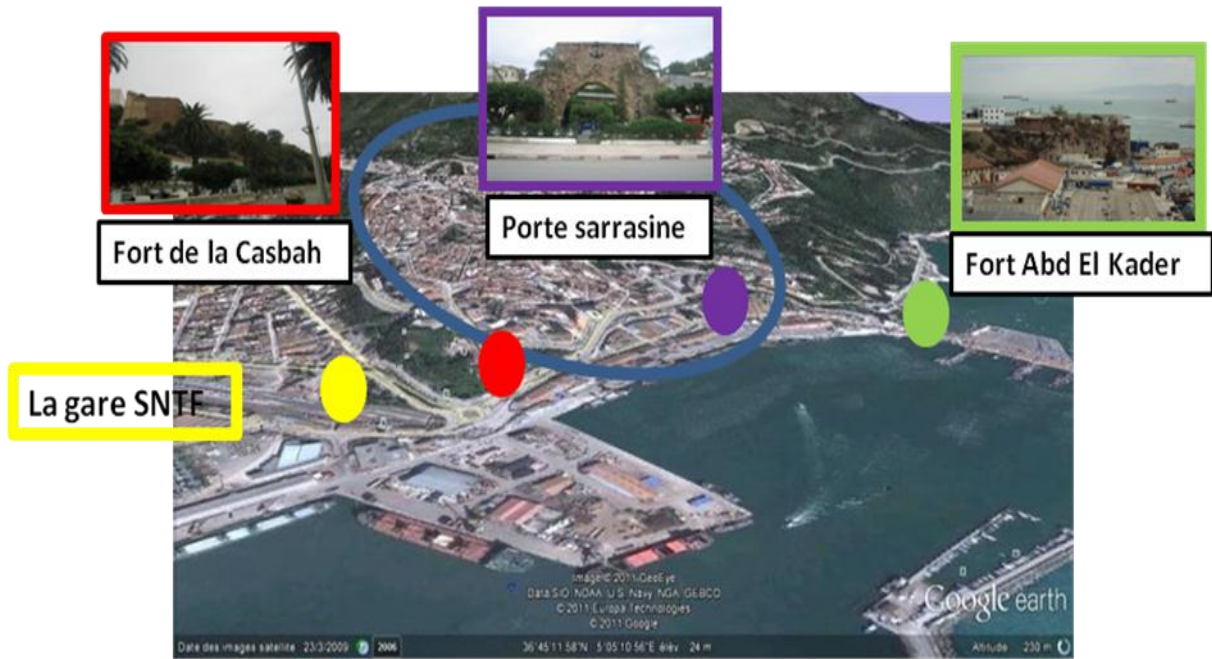 Fort de la Casbah
Porte sarrasine
Fort Abd El Kader
La gare SNTF
Image © 2011 GeoEye
Data SIO, NOAA, U.S. Navy, NGA, GEBCO
© 2011 Europa Technologies
© 2011 Google
Google earth
Date des images satellite : 23/3/2009 2006 36°45'11.58"N 5°05'10.56"E élév 24 m Altitude 230 m